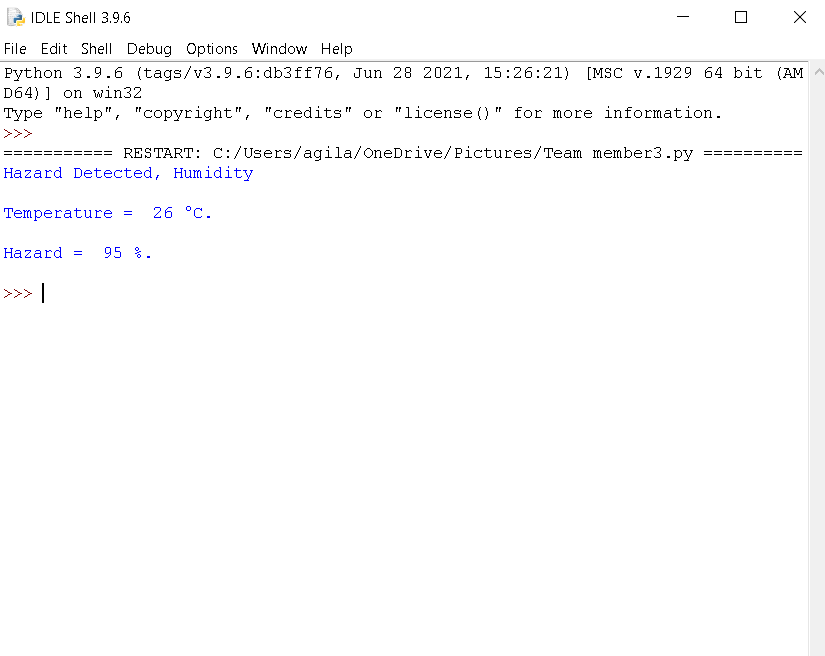 IDLE Shell 3.9.6
File Edit Shell Debug Options Window Help
Python 3.9.6 (tags/v3.9.6:db3ff76, Jun 28 2021, 15:26:21) [MSC v.1929 64 bit (AM
D64)] on win32
Type "help", "copyright", "credits" or "license()" for more information.
>>>
=========== RESTART: C:/Users/agila/OneDrive/Pictures/Team member3.py ==========
Hazard Detected, Humidity
Temperature =  26 °C.
Hazard =  95 %.
>>>